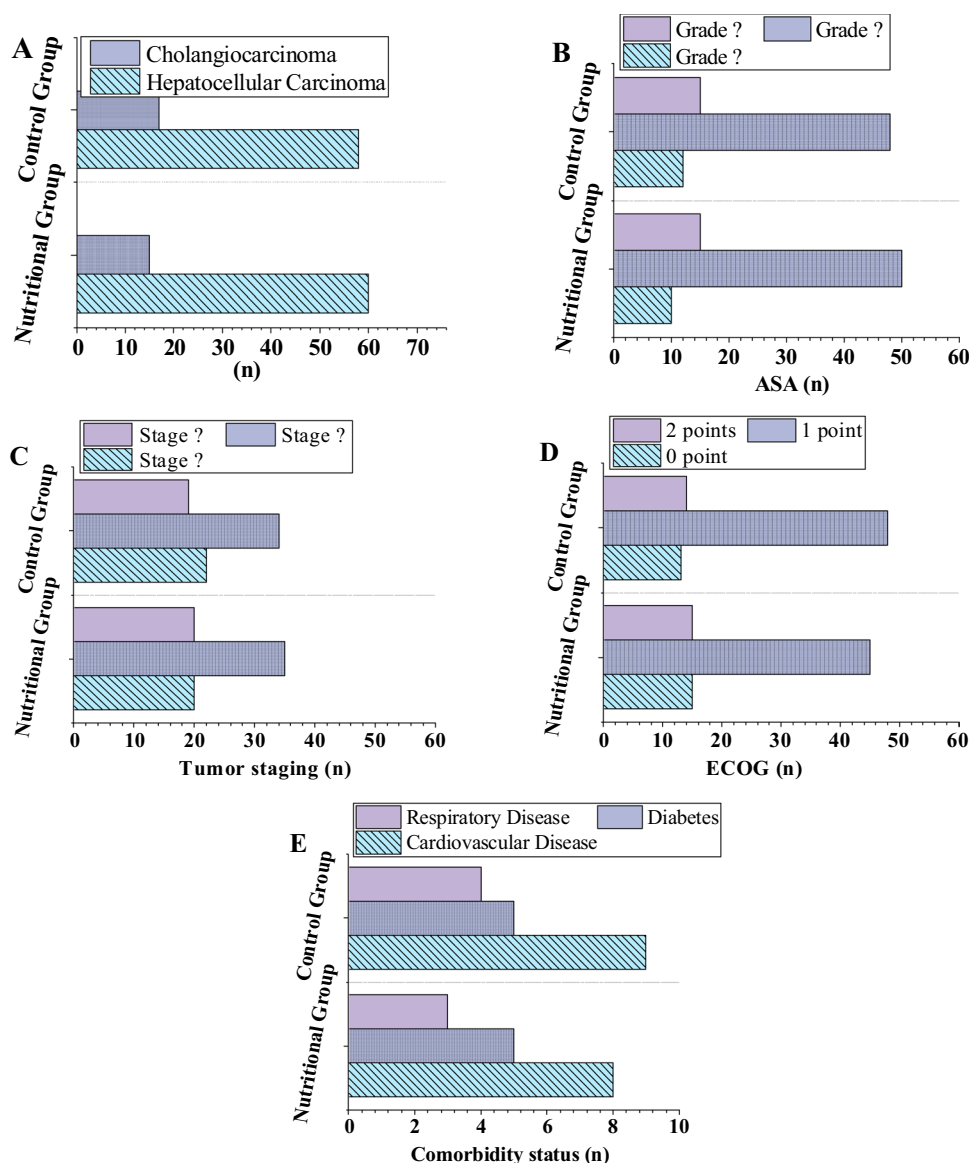 A
Cholangiocarcinoma
Hepatocellular Carcinoma
Control Group
Nutritional Group
0 10 20 30 40 50 60 70
(n)
B
Grade ? Grade ?
Grade ?
Control Group
Nutritional Group
0 10 20 30 40 50 60
ASA (n)
C
Stage ? Stage ?
Stage ?
Control Group
Nutritional Group
0 10 20 30 40 50 60
Tumor staging (n)
D
2 points 1 point
0 point
Control Group
Nutritional Group
0 10 20 30 40 50 60
ECOG (n)
E
Respiratory Disease Diabetes
Cardiovascular Disease
Control Group
Nutritional Group
0 2 4 6 8 10
Comorbidity status (n)